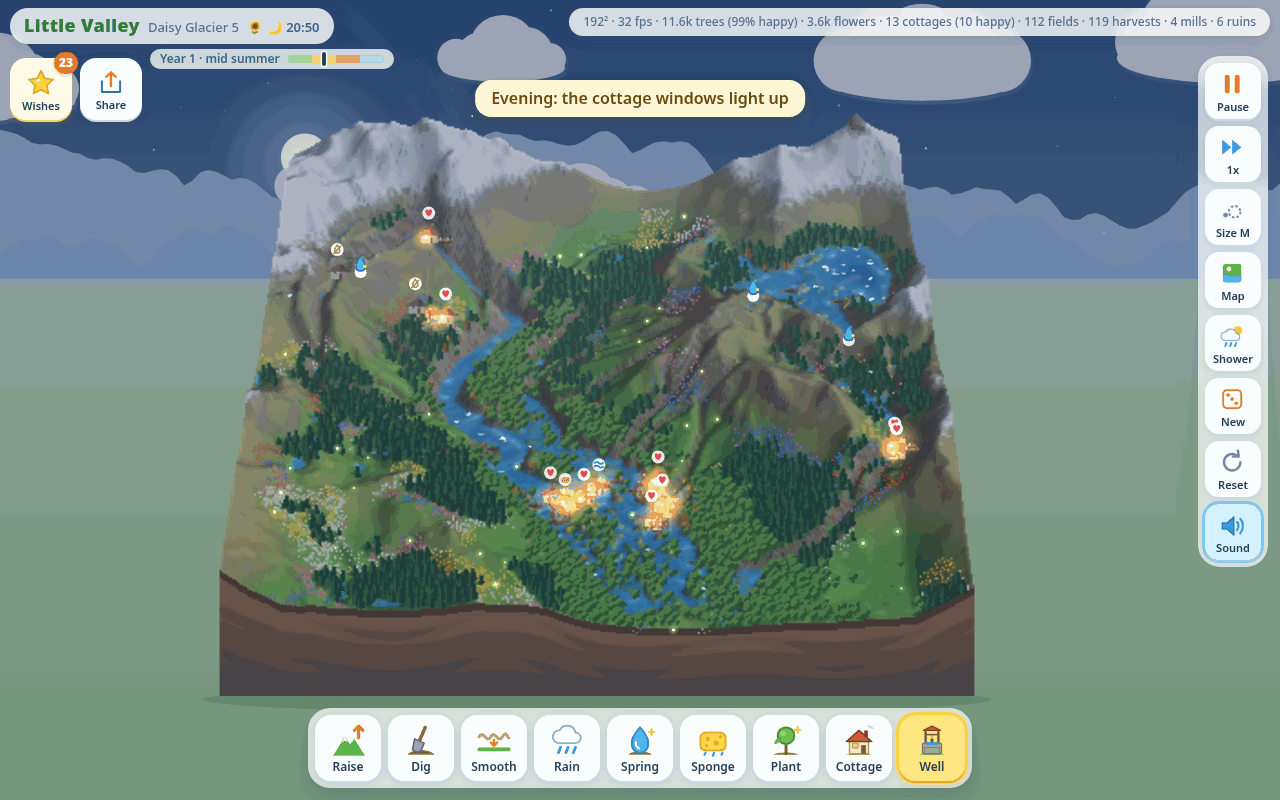 Little Valley Daisy Glacier 5 20:50
192² · 32 fps · 11.6k trees (99% happy) · 3.6k flowers · 13 cottages (10 happy) · 112 fields · 119 harvests · 4 mills · 6 ruins
Year 1 · mid summer
23
Wishes
Share
Evening: the cottage windows light up
Pause
1x
Size M
Map
Shower
New
Reset
Sound
Raise
Dig
Smooth
Rain
Spring
Sponge
Plant
Cottage
Well